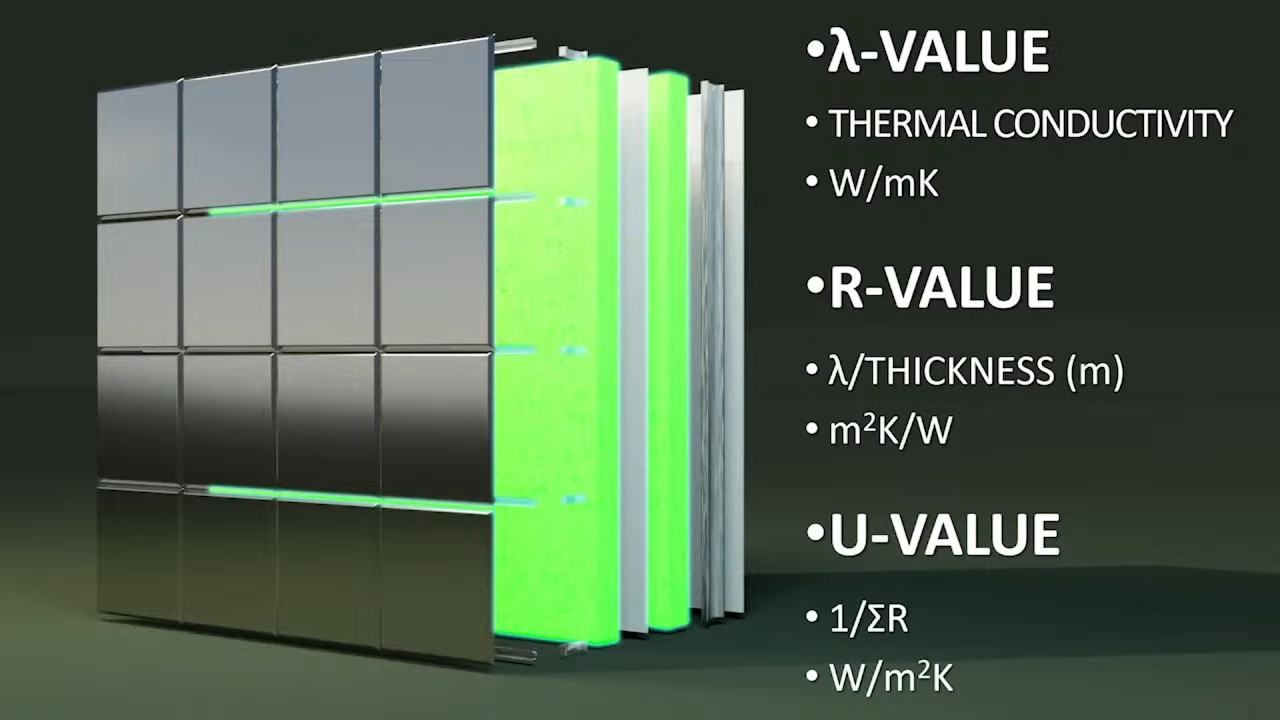 •λ-VALUE
• THERMAL CONDUCTIVITY
• W/mK
•R-VALUE
• λ/THICKNESS (m)
• m²K/W
•U-VALUE
• 1/ΣR
• W/m²K